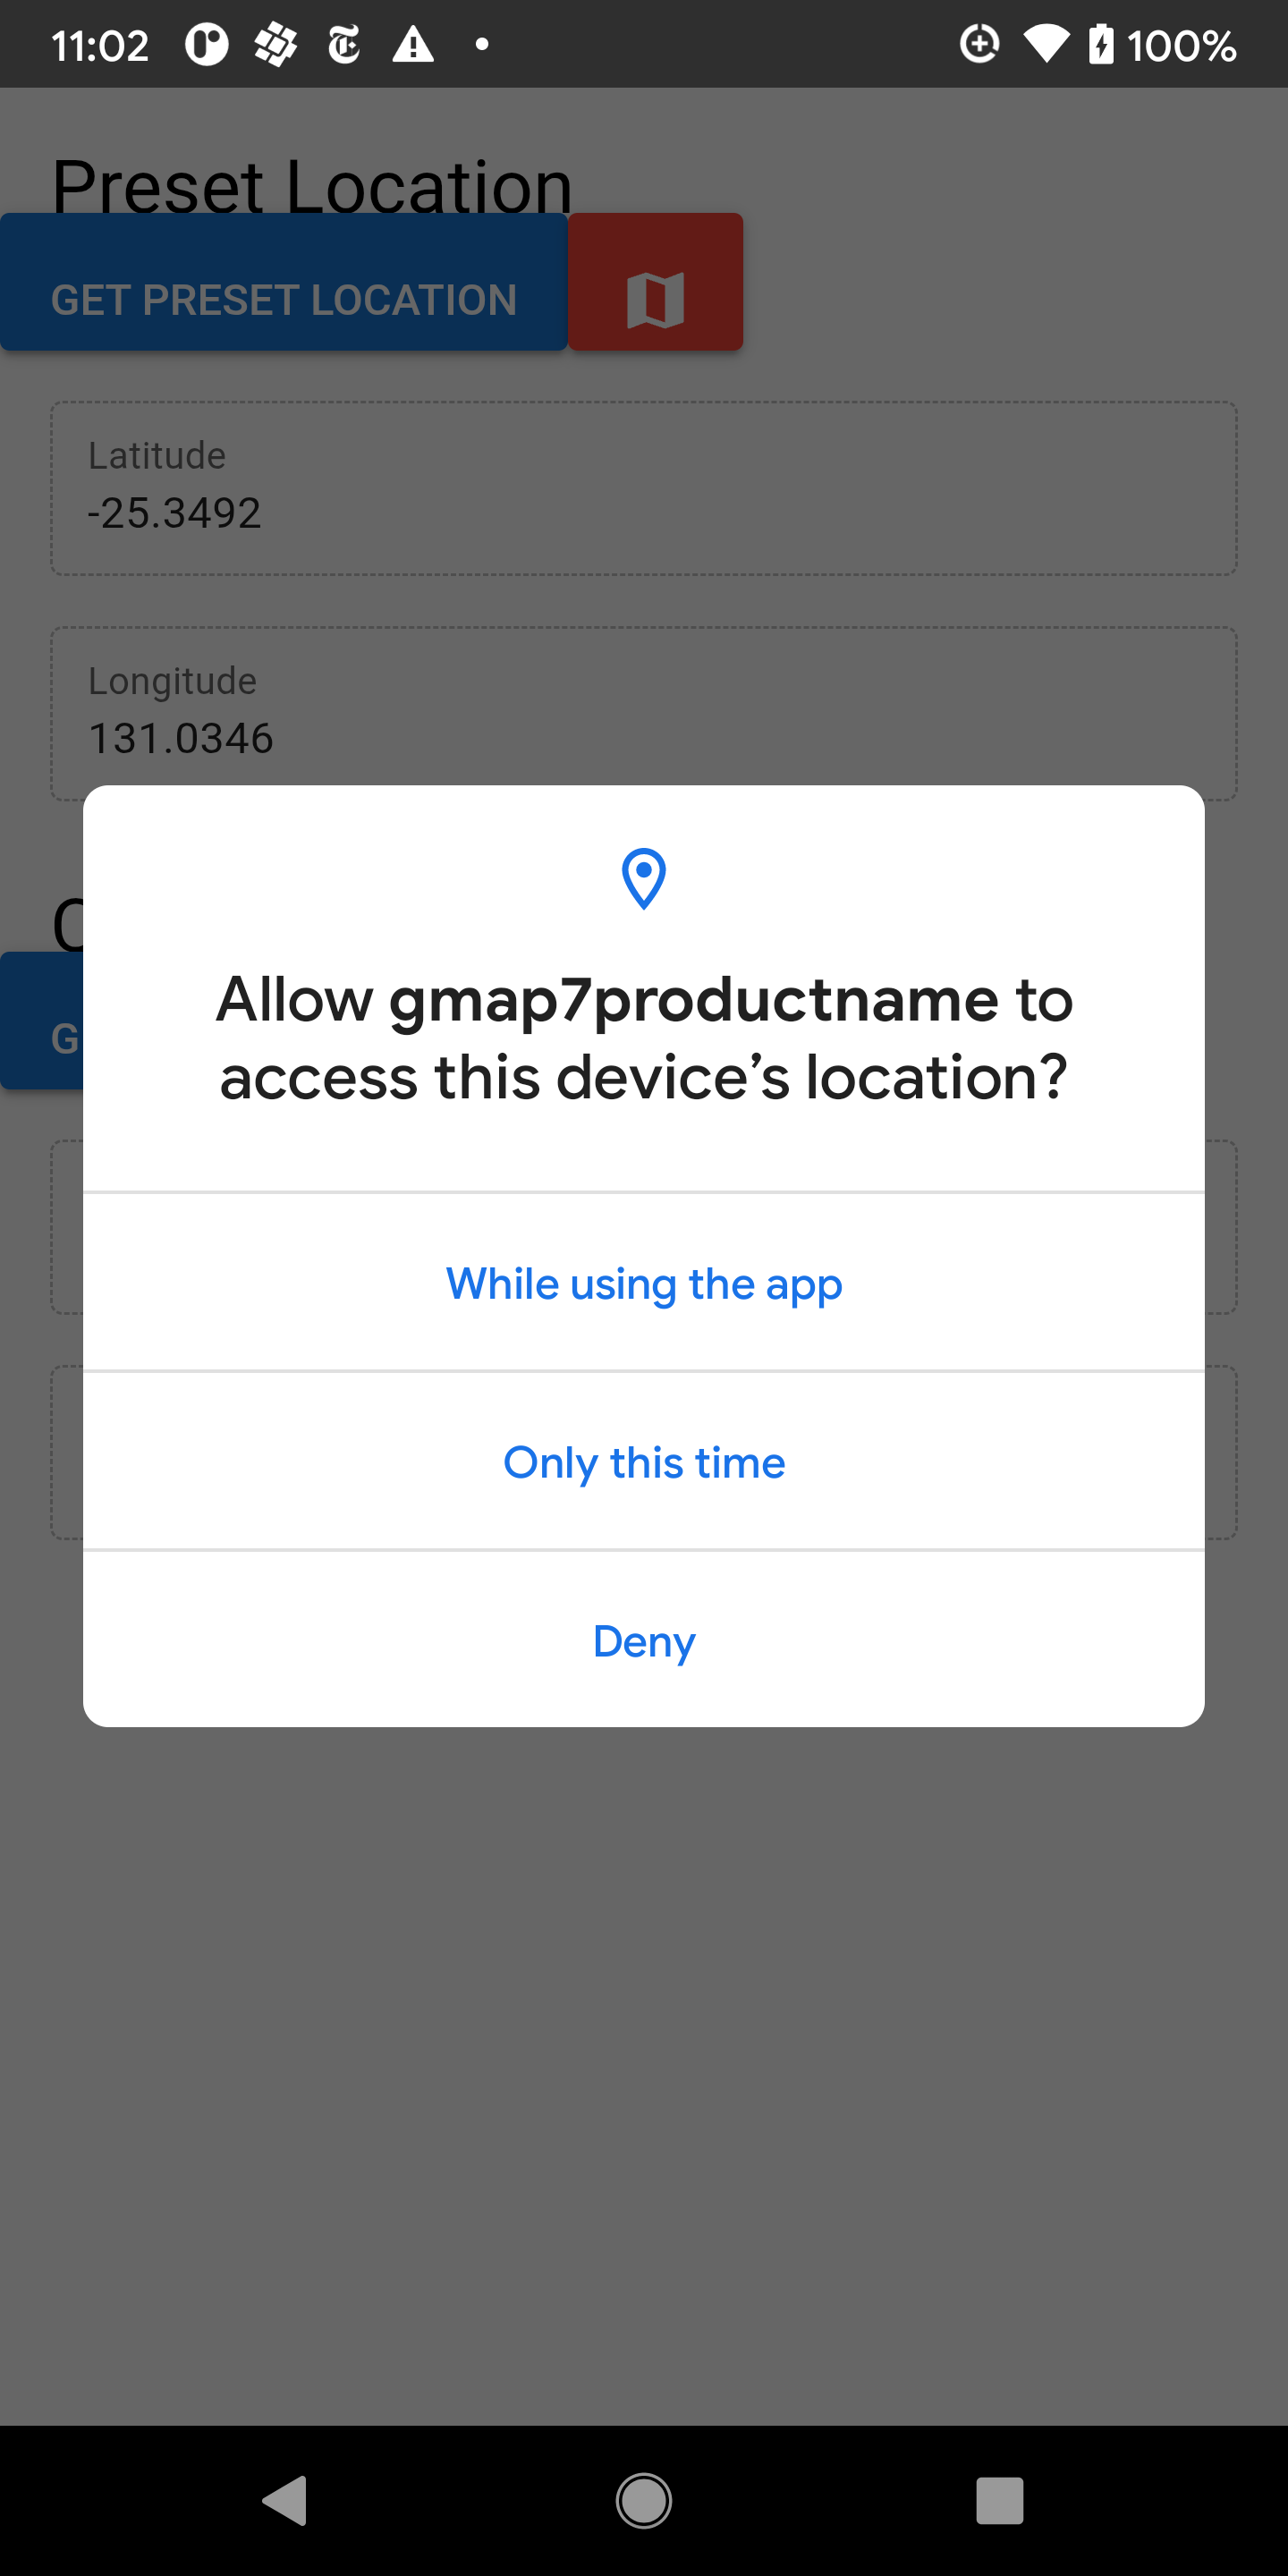 11:02
100%
Preset Location
GET PRESET LOCATION
Latitude
-25.3492
Longitude
131.0346
C
G
Allow gmap7productname to
access this device’s location?
While using the app
Only this time
Deny